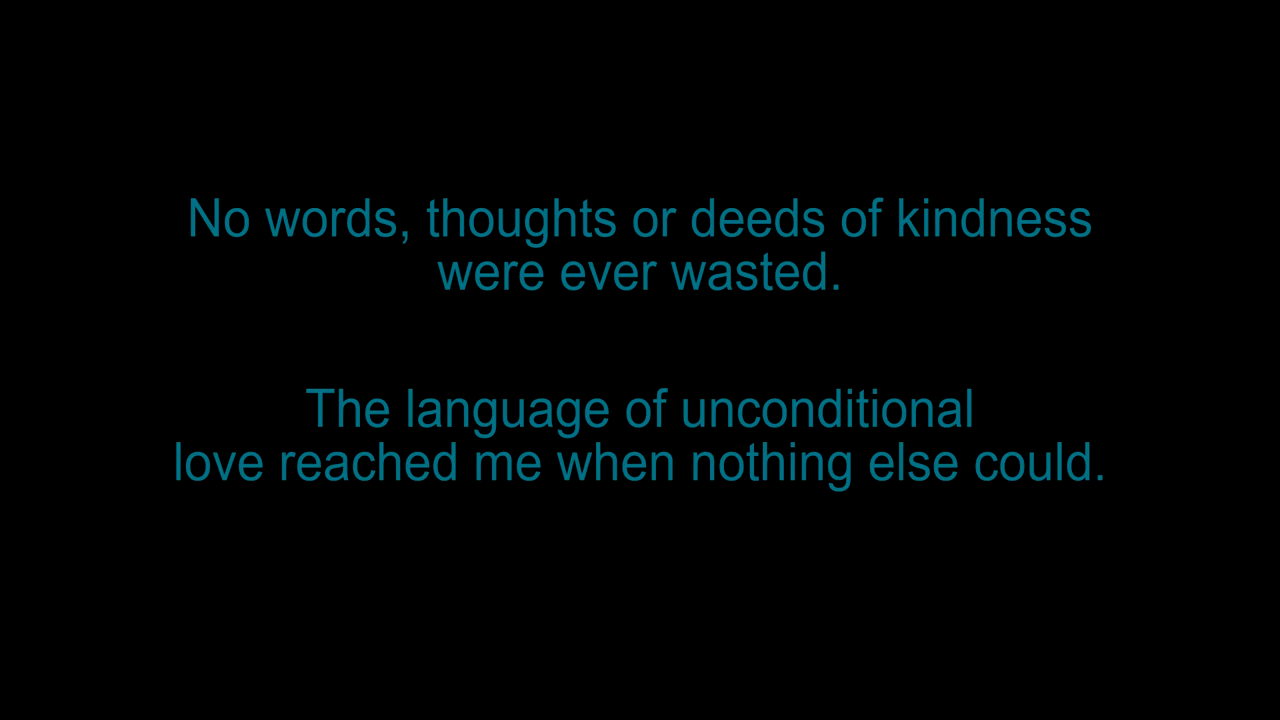 No words, thoughts or deeds of kindness
were ever wasted.
The language of unconditional
love reached me when nothing else could.